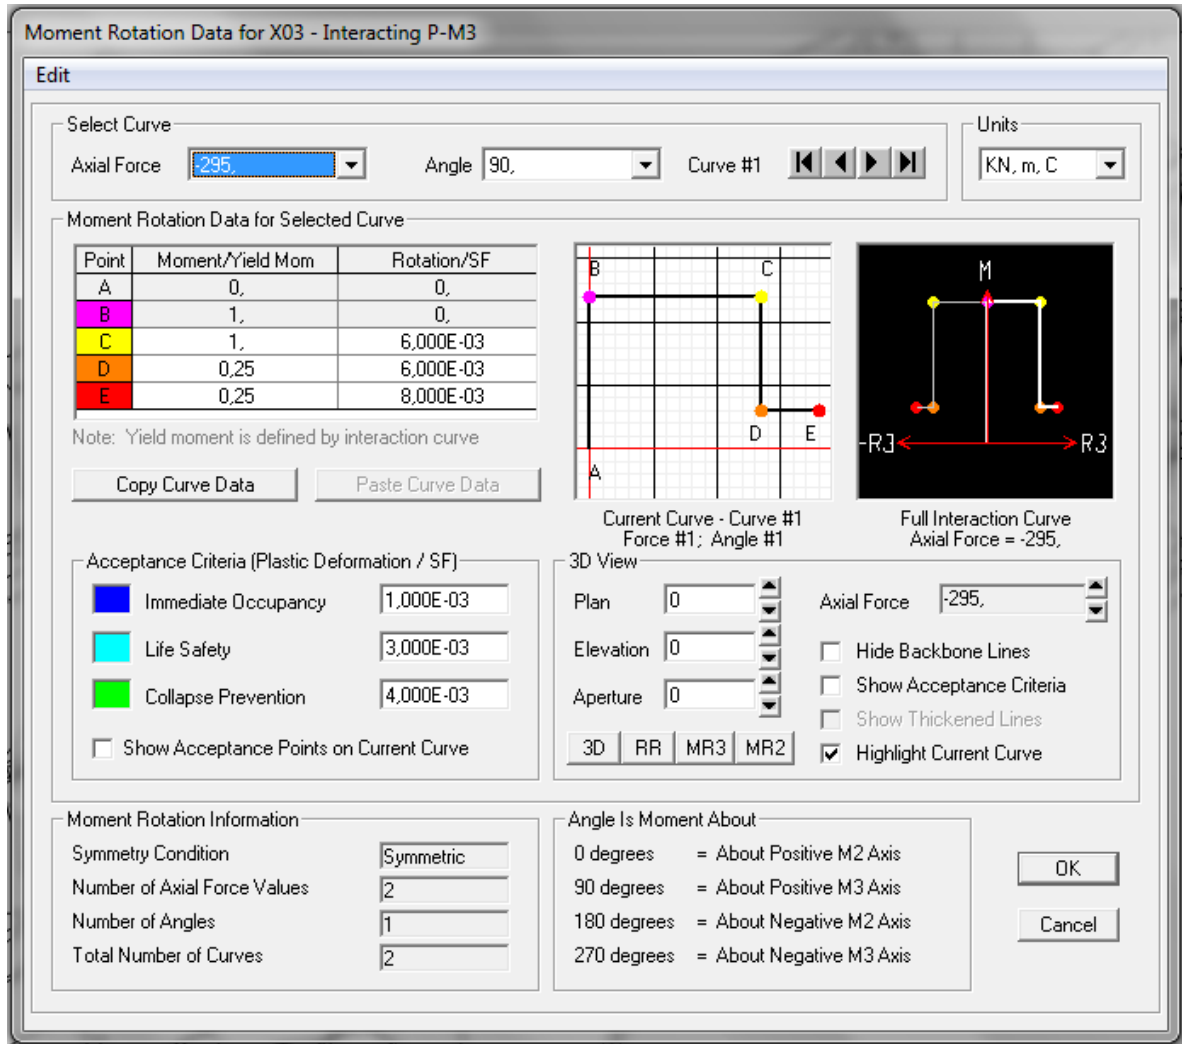 Moment Rotation Data for X03 - Interacting P-M3
Edit
Select Curve
Axial Force -295, Angle 90, Curve #1
Units
KN, m, C
Moment Rotation Data for Selected Curve
Point Moment/Yield Mom Rotation/SF
A 0, 0,
B 1, 0,
C 1, 6,000E-03
D 0,25 6,000E-03
E 0,25 8,000E-03
Note: Yield moment is defined by interaction curve
Copy Curve Data Paste Curve Data
B C
D E
A
Current Curve - Curve #1
Force #1; Angle #1
M
-R3 R3
Full Interaction Curve
Axial Force = -295,
Acceptance Criteria (Plastic Deformation / SF)
Immediate Occupancy 1,000E-03
Life Safety 3,000E-03
Collapse Prevention 4,000E-03
Show Acceptance Points on Current Curve
3D View
Plan 0
Elevation 0
Aperture 0
3D RR MR3 MR2
Axial Force -295,
Hide Backbone Lines
Show Acceptance Criteria
Show Thickened Lines
Highlight Current Curve
Moment Rotation Information
Symmetry Condition Symmetric
Number of Axial Force Values 2
Number of Angles 1
Total Number of Curves 2
Angle Is Moment About
0 degrees = About Positive M2 Axis
90 degrees = About Positive M3 Axis
180 degrees = About Negative M2 Axis
270 degrees = About Negative M3 Axis
OK
Cancel